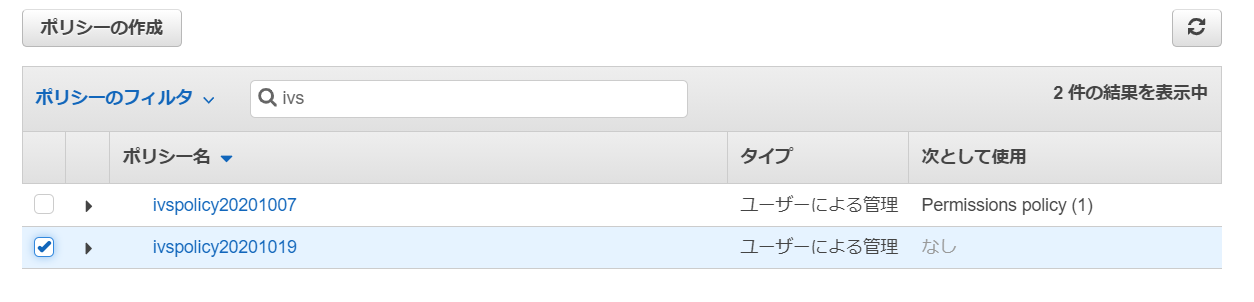 ポリシーの作成
ポリシーのフィルタ ivs 2 件の結果を表示中
ポリシー名 タイプ 次として使用
ivspolicy20201007 ユーザーによる管理 Permissions policy (1)
ivspolicy20201019 ユーザーによる管理 なし